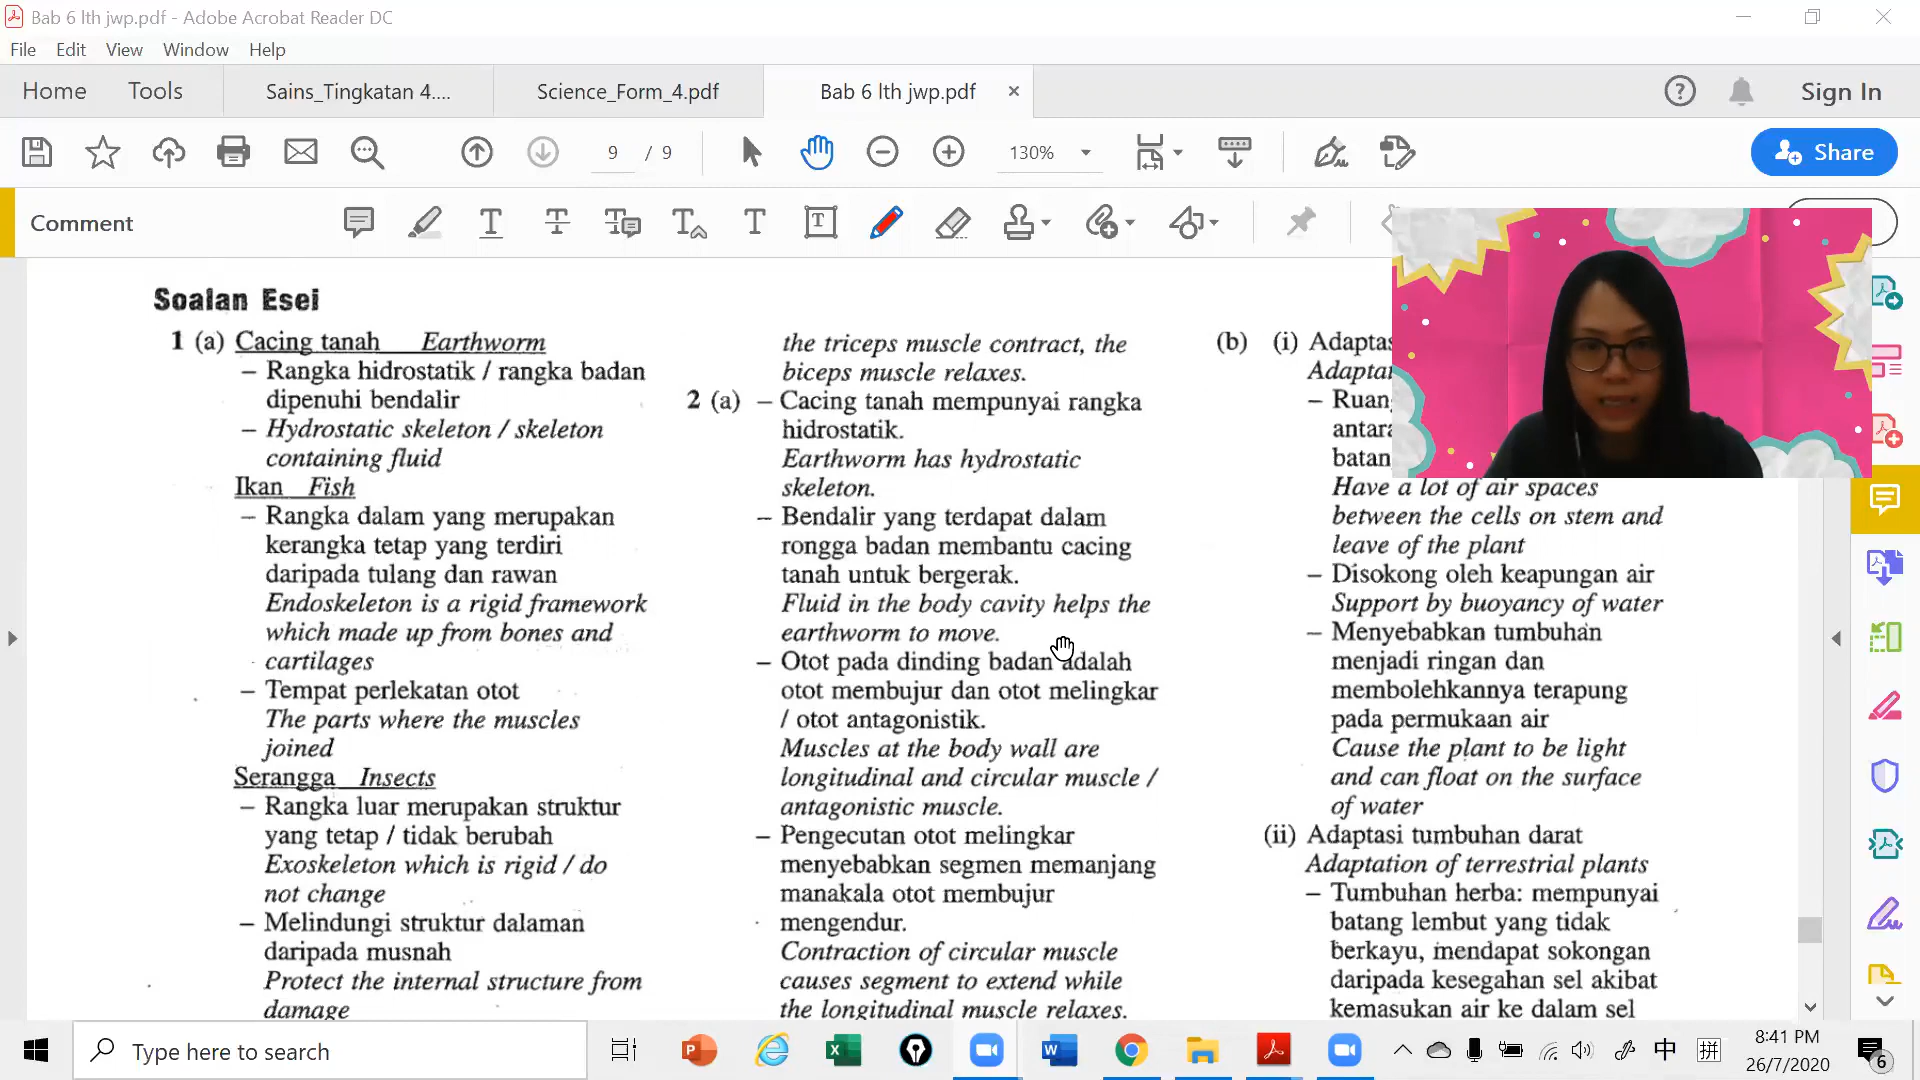 Bab 6 lth jwp.pdf - Adobe Acrobat Reader DC
File Edit View Window Help
Home Tools Sains_Tingkatan 4.... Science_Form_4.pdf Bab 6 lth jwp.pdf × Sign In
9 / 9 130% Share
Comment
Soalan Esei
1 (a) Cacing tanah Earthworm
– Rangka hidrostatik / rangka badan
dipenuhi bendalir
– Hydrostatic skeleton / skeleton
containing fluid
Ikan Fish
– Rangka dalam yang merupakan
kerangka tetap yang terdiri
daripada tulang dan rawan
Endoskeleton is a rigid framework
which made up from bones and
cartilages
– Tempat perlekatan otot
The parts where the muscles
joined
Serangga Insects
– Rangka luar merupakan struktur
yang tetap / tidak berubah
Exoskeleton which is rigid / do
not change
– Melindungi struktur dalaman
daripada musnah
Protect the internal structure from
damage
the triceps muscle contract, the
biceps muscle relaxes.
2 (a) – Cacing tanah mempunyai rangka
hidrostatik.
Earthworm has hydrostatic
skeleton.
– Bendalir yang terdapat dalam
rongga badan membantu cacing
tanah untuk bergerak.
Fluid in the body cavity helps the
earthworm to move.
– Otot pada dinding badan adalah
otot membujur dan otot melingkar
/ otot antagonistik.
Muscles at the body wall are
longitudinal and circular muscle /
antagonistic muscle.
– Pengecutan otot melingkar
menyebabkan segmen memanjang
manakala otot membujur
mengendur.
Contraction of circular muscle
causes segment to extend while
the longitudinal muscle relaxes.
(b) (i) Adaptas
Adaptat
– Ruan
antara
batan
Have a lot of air spaces
between the cells on stem and
leave of the plant
– Disokong oleh keapungan air
Support by buoyancy of water
– Menyebabkan tumbuhan
menjadi ringan dan
membolehkannya terapung
pada permukaan air
Cause the plant to be light
and can float on the surface
of water
(ii) Adaptasi tumbuhan darat
Adaptation of terrestrial plants
– Tumbuhan herba: mempunyai
batang lembut yang tidak
berkayu, mendapat sokongan
daripada kesegahan sel akibat
kemasukan air ke dalam sel
Type here to search
中 拼 8:41 PM
26/7/2020 6